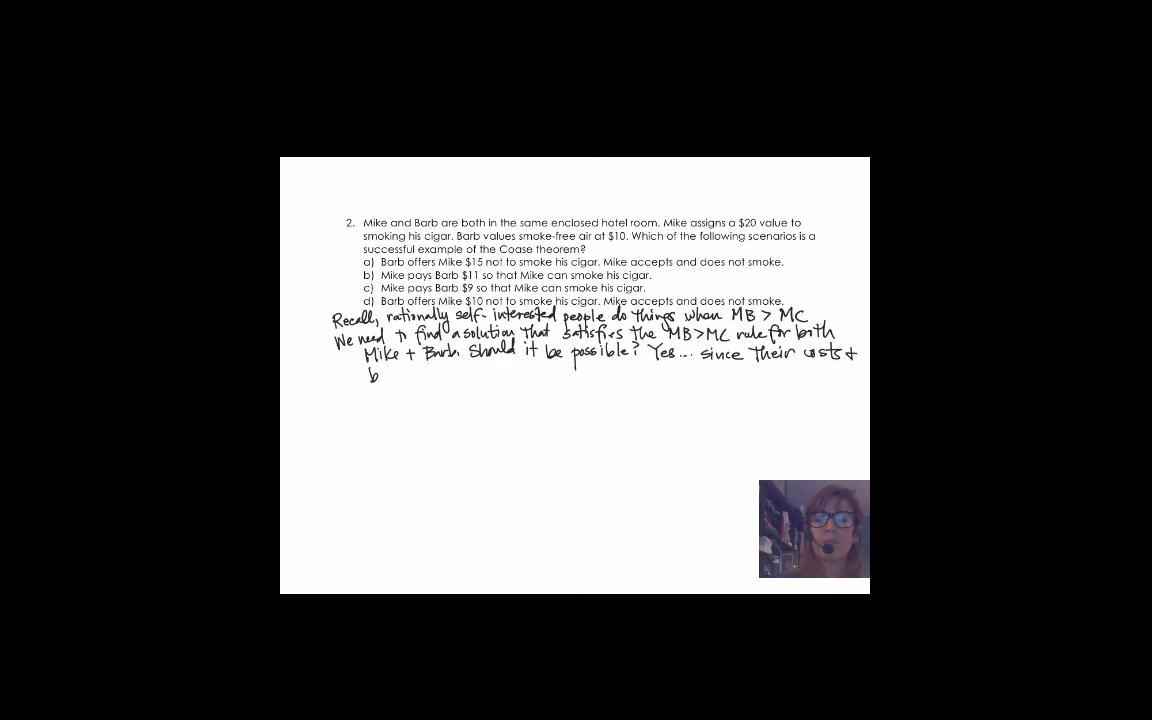 2. Mike and Barb are both in the same enclosed hotel room. Mike assigns a $20 value to
smoking his cigar. Barb values smoke-free air at $10. Which of the following scenarios is a
successful example of the Coase theorem?
a) Barb offers Mike $15 not to smoke his cigar. Mike accepts and does not smoke.
b) Mike pays Barb $11 so that Mike can smoke his cigar.
c) Mike pays Barb $9 so that Mike can smoke his cigar.
d) Barb offers Mike $10 not to smoke his cigar. Mike accepts and does not smoke.
Recall, rationally self-interested people do things when MB > MC
We need to find a solution that satisfies the MB>MC rule for both
Mike + Barb. Should it be possible? Yes... since their costs +
b